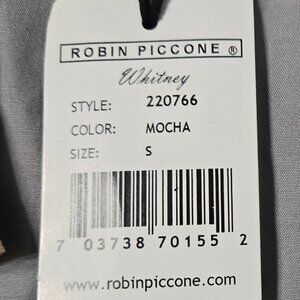 ROBIN PICCONE ®
Whitney
STYLE: 220766
COLOR: MOCHA
SIZE: S
7 03738 70155 2
www.robinpiccone.com